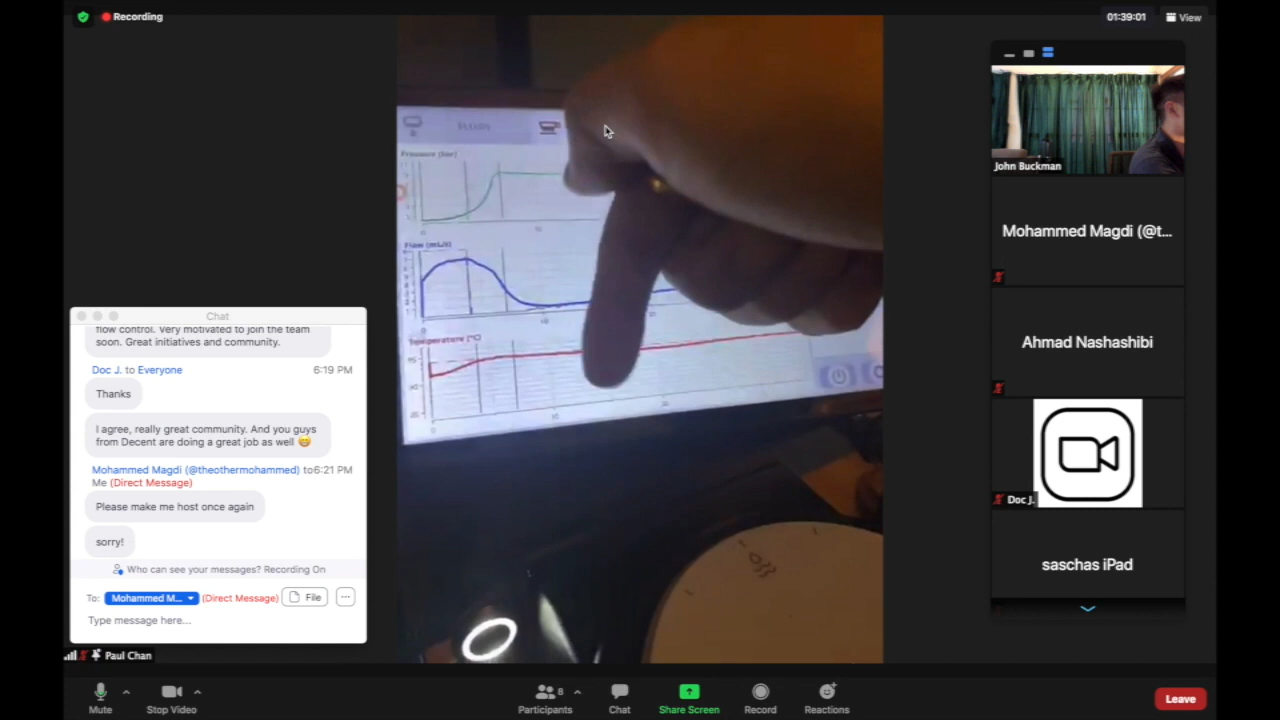 Recording
01:39:01
View
John Buckman
Mohammed Magdi (@t...
Ahmad Nashashibi
Doc J.
saschas iPad
Pressure (bar)
Flow (mL/s)
Temperature (°C)
Chat
flow control. Very motivated to join the team
soon. Great initiatives and community.
Doc J. to Everyone 6:19 PM
Thanks
I agree, really great community. And you guys
from Decent are doing a great job as well 😄
Mohammed Magdi (@theothermohammed) to 6:21 PM
Me (Direct Message)
Please make me host once again
sorry!
Who can see your messages? Recording On
To: Mohammed M... (Direct Message) File ...
Type message here...
Paul Chan
Mute
Stop Video
Participants 8
Chat
Share Screen
Record
Reactions
Leave